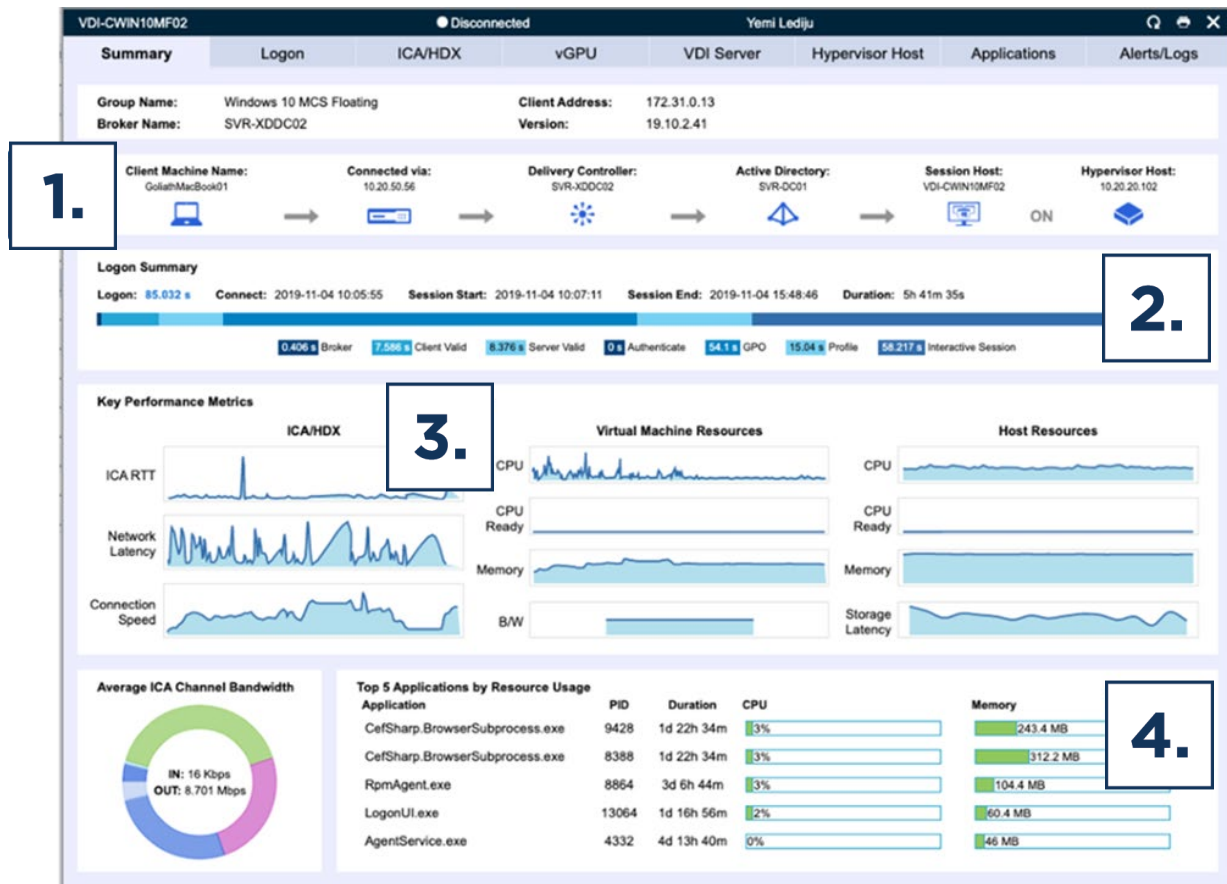 VDI-CWIN10MF02 Disconnected Yemi Lediju
Summary Logon ICA/HDX vGPU VDI Server Hypervisor Host Applications Alerts/Logs
Group Name: Windows 10 MCS Floating Client Address: 172.31.0.13
Broker Name: SVR-XDDC02 Version: 19.10.2.41
1.
Client Machine Name: Connected via: Delivery Controller: Active Directory: Session Host: Hypervisor Host:
GoliathMacBook01 10.20.50.56 SVR-XDDC02 SVR-DC01 VDI-CWIN10MF02 10.20.20.102
ON
Logon Summary
Logon: 85.032 s Connect: 2019-11-04 10:05:55 Session Start: 2019-11-04 10:07:11 Session End: 2019-11-04 15:48:46 Duration: 5h 41m 35s
2.
0.406 s Broker 7.586 s Client Valid 8.376 s Server Valid 0 s Authenticate 54.1 s GPO 15.04 s Profile 58.217 s Interactive Session
Key Performance Metrics
3.
ICA/HDX Virtual Machine Resources Host Resources
ICA RTT CPU CPU
Network Latency CPU Ready CPU Ready
Memory Memory
Connection Speed B/W Storage Latency
Average ICA Channel Bandwidth
IN: 16 Kbps
OUT: 8.701 Mbps
Top 5 Applications by Resource Usage
Application PID Duration CPU Memory
CefSharp.BrowserSubprocess.exe 9428 1d 22h 34m 3% 243.4 MB
CefSharp.BrowserSubprocess.exe 8388 1d 22h 34m 3% 312.2 MB
RpmAgent.exe 8864 3d 6h 44m 3% 104.4 MB
LogonUI.exe 13064 1d 16h 56m 2% 60.4 MB
AgentService.exe 4332 4d 13h 40m 0% 46 MB
4.